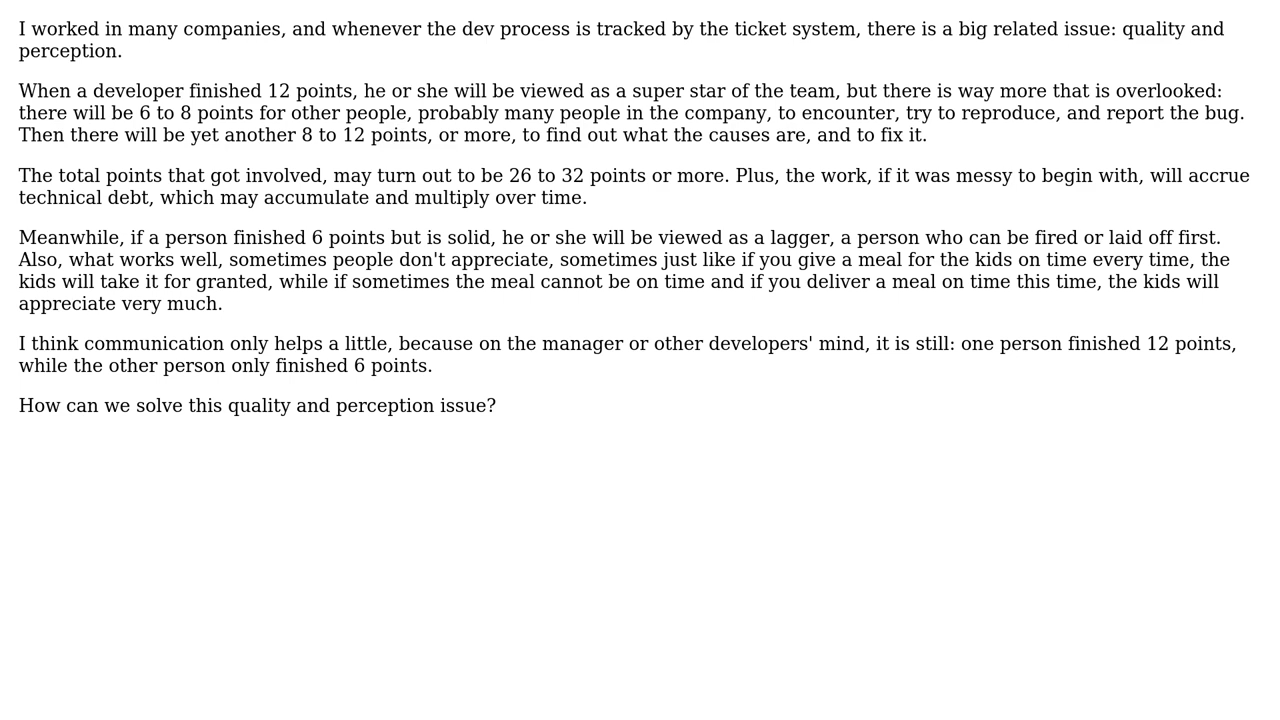 I worked in many companies, and whenever the dev process is tracked by the ticket system, there is a big related issue: quality and
perception.
When a developer finished 12 points, he or she will be viewed as a super star of the team, but there is way more that is overlooked:
there will be 6 to 8 points for other people, probably many people in the company, to encounter, try to reproduce, and report the bug.
Then there will be yet another 8 to 12 points, or more, to find out what the causes are, and to fix it.
The total points that got involved, may turn out to be 26 to 32 points or more. Plus, the work, if it was messy to begin with, will accrue
technical debt, which may accumulate and multiply over time.
Meanwhile, if a person finished 6 points but is solid, he or she will be viewed as a lagger, a person who can be fired or laid off first.
Also, what works well, sometimes people don't appreciate, sometimes just like if you give a meal for the kids on time every time, the
kids will take it for granted, while if sometimes the meal cannot be on time and if you deliver a meal on time this time, the kids will
appreciate very much.
I think communication only helps a little, because on the manager or other developers' mind, it is still: one person finished 12 points,
while the other person only finished 6 points.
How can we solve this quality and perception issue?